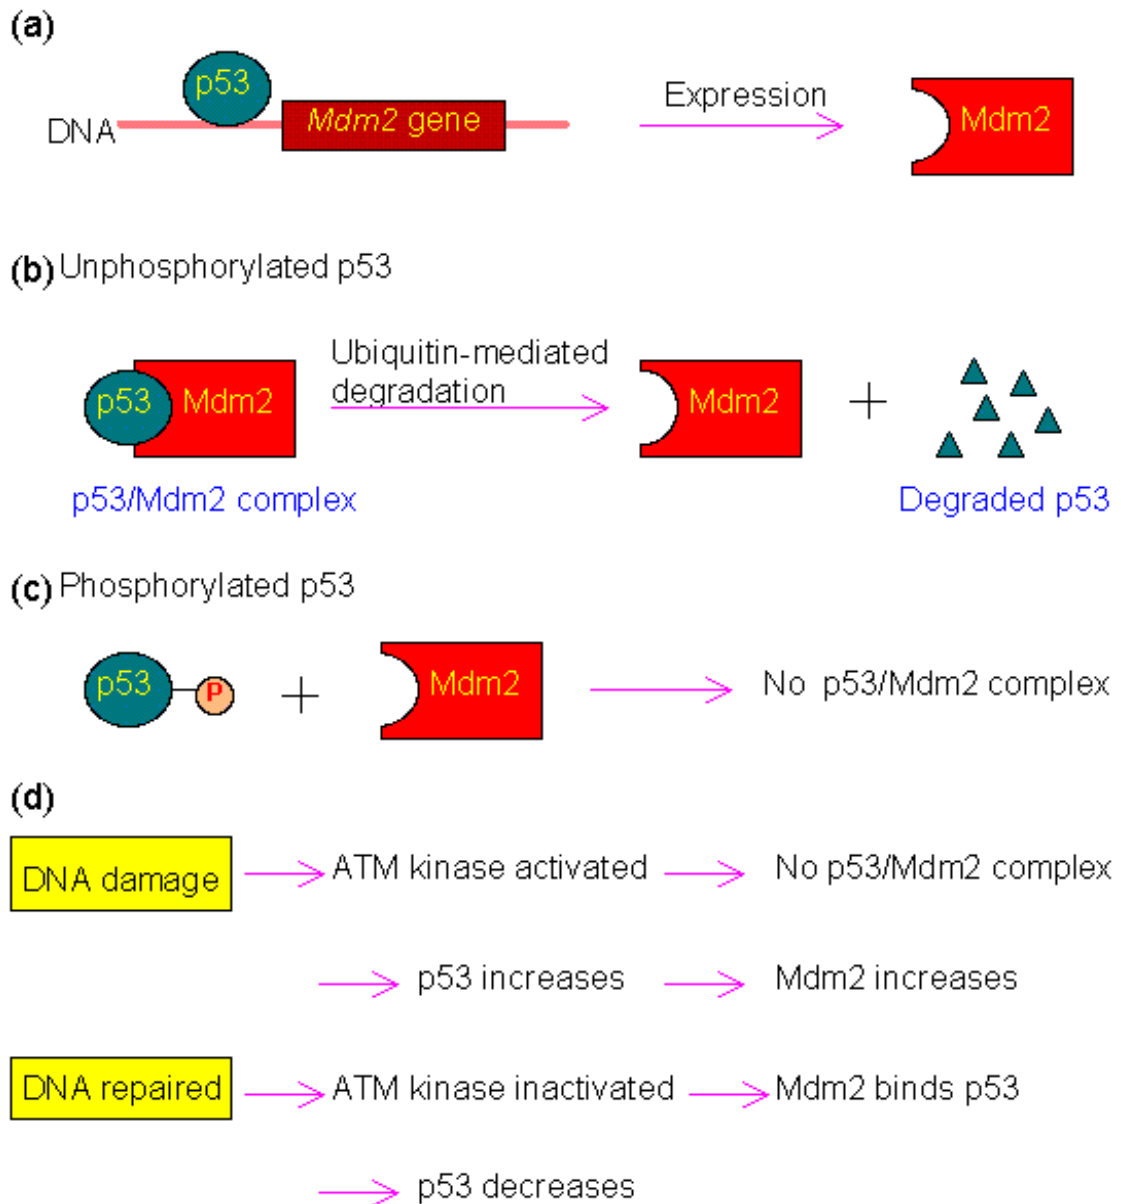 (a)
p53
DNA
Mdm2 gene
Expression
Mdm2
(b) Unphosphorylated p53
p53 Mdm2
Ubiquitin-mediated
degradation
Mdm2
+
p53/Mdm2 complex
Degraded p53
(c) Phosphorylated p53
p53 P + Mdm2 No p53/Mdm2 complex
(d)
DNA damage ATM kinase activated No p53/Mdm2 complex
p53 increases Mdm2 increases
DNA repaired ATM kinase inactivated Mdm2 binds p53
p53 decreases